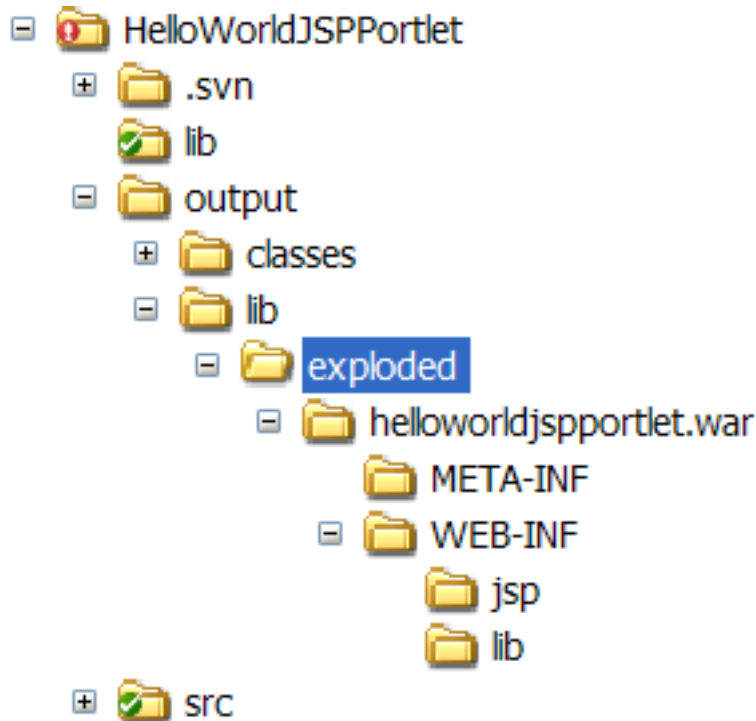 HelloWorldJSPPortlet
.svn
lib
output
classes
lib
exploded
helloworldjspportlet.war
META-INF
WEB-INF
jsp
lib
src